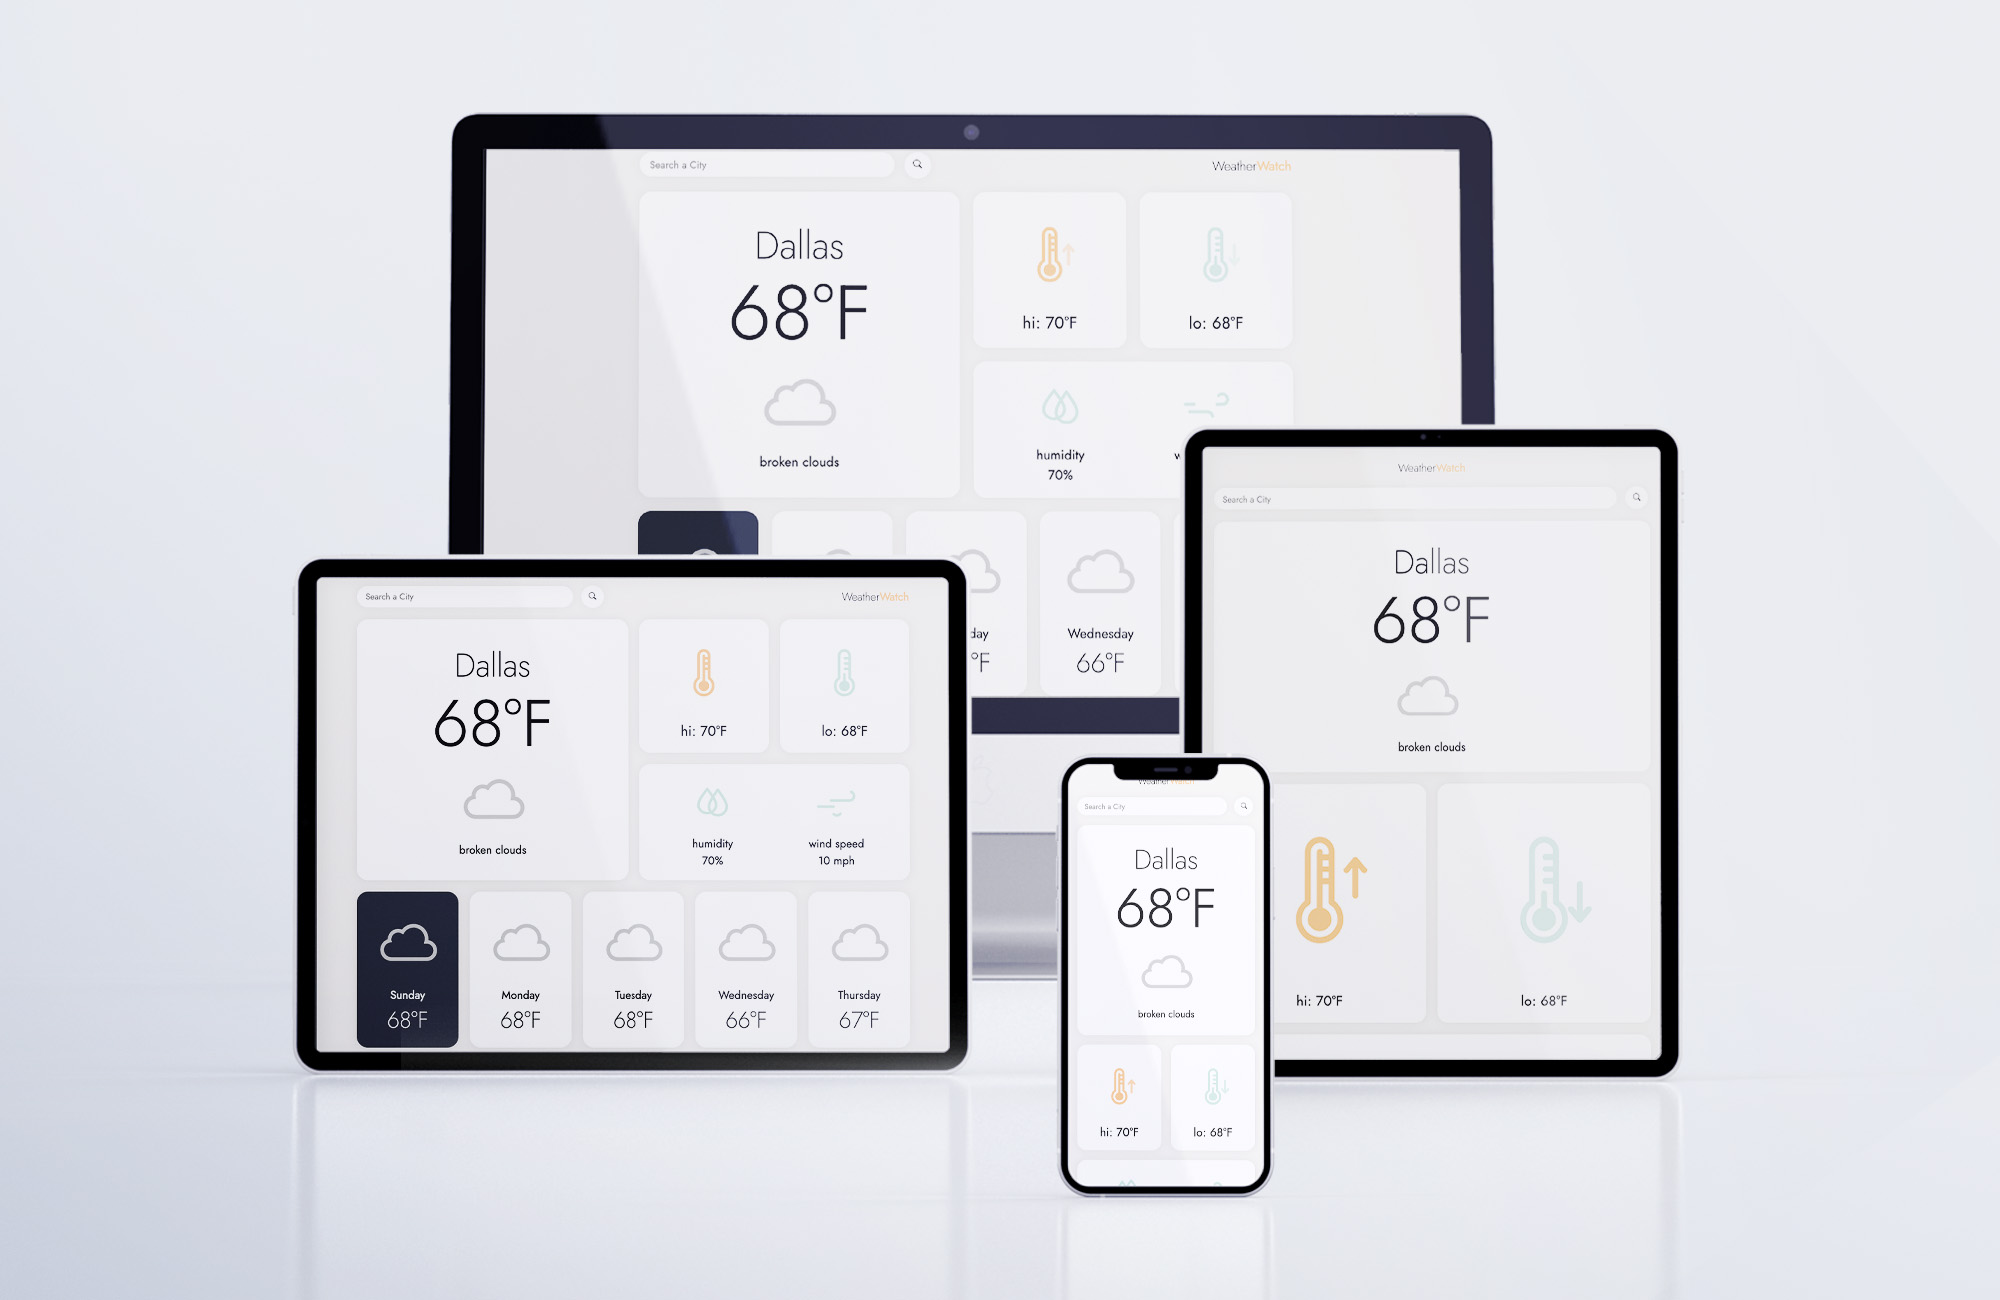 Search a City
WeatherWatch
Dallas
68°F
broken clouds
hi: 70°F
lo: 68°F
humidity
70%
Wednesday
66°F
Search a City
WeatherWatch
Dallas
68°F
broken clouds
hi: 70°F
lo: 68°F
humidity
70%
wind speed
10 mph
Sunday
68°F
Monday
68°F
Tuesday
68°F
Wednesday
66°F
Thursday
67°F
WeatherWatch
Search a City
Dallas
68°F
broken clouds
hi: 70°F
lo: 68°F
Search a City
Dallas
68°F
broken clouds
hi: 70°F
lo: 68°F